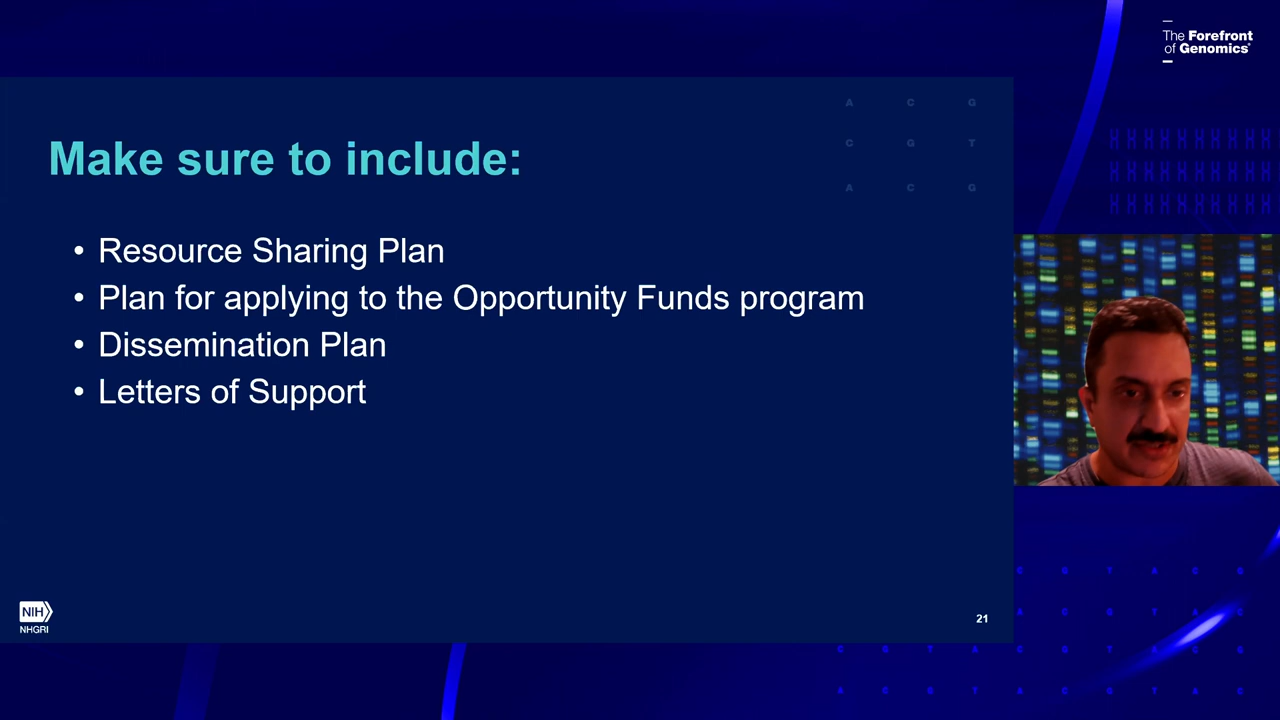 The Forefront
of Genomics®
A C G
C G T
A C G
Make sure to include:
• Resource Sharing Plan
• Plan for applying to the Opportunity Funds program
• Dissemination Plan
• Letters of Support
NIH
NHGRI
21
C G T A C G
A C G T A C
C G T A C G T A C G
A C G T A C G T A C